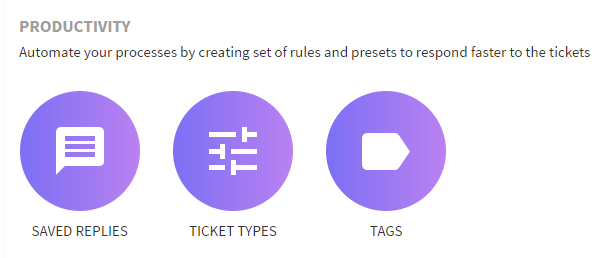 PRODUCTIVITY
Automate your processes by creating set of rules and presets to respond faster to the tickets
SAVED REPLIES
TICKET TYPES
TAGS